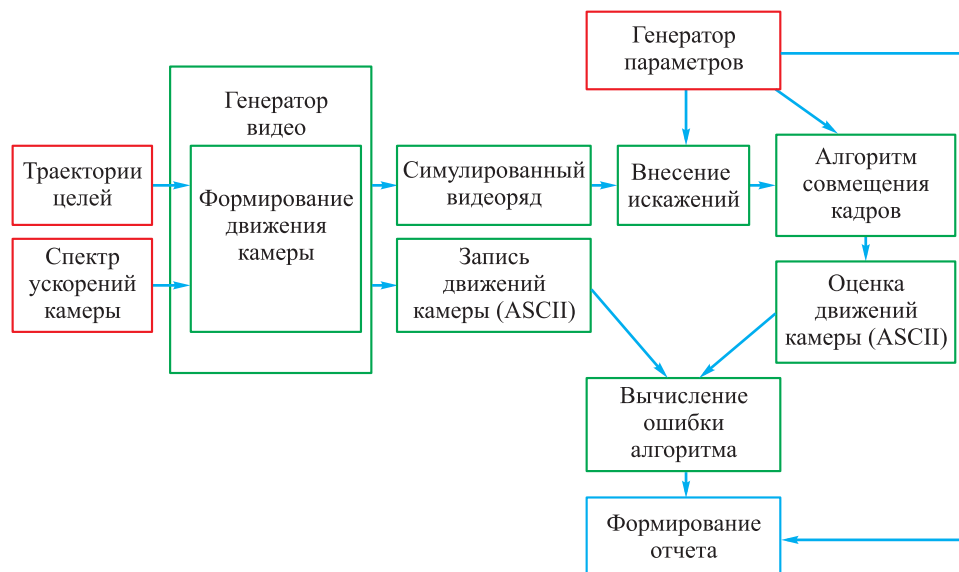 Генератор
параметров
Генератор
видео
Траектории
целей
Формирование
движения
камеры
Симулированный
видеоряд
Внесение
искажений
Алгоритм
совмещения
кадров
Спектр
ускорений
камеры
Запись
движений
камеры (ASCII)
Оценка
движений
камеры (ASCII)
Вычисление
ошибки
алгоритма
Формирование
отчета